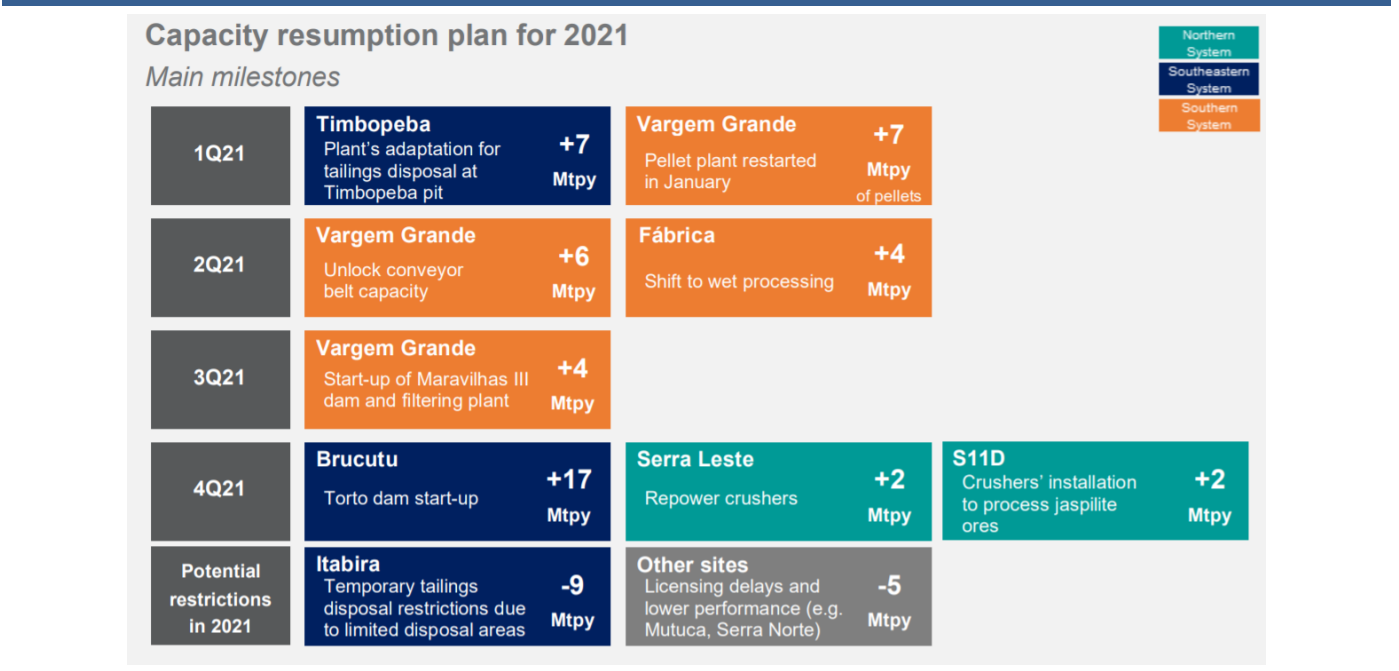 Capacity resumption plan for 2021
Main milestones
Northern
System
Southeastern
System
Southern
System
1Q21
Timbopeba
Plant's adaptation for
tailings disposal at
Timbopeba pit
+7
Mtpy
Vargem Grande
Pellet plant restarted
in January
+7
Mtpy
of pellets
2Q21
Vargem Grande
Unlock conveyor
belt capacity
+6
Mtpy
Fábrica
Shift to wet processing
+4
Mtpy
3Q21
Vargem Grande
Start-up of Maravilhas III
dam and filtering plant
+4
Mtpy
4Q21
Brucutu
Torto dam start-up
+17
Mtpy
Serra Leste
Repower crushers
+2
Mtpy
S11D
Crushers' installation
to process jaspilite
ores
+2
Mtpy
Potential
restrictions
in 2021
Itabira
Temporary tailings
disposal restrictions due
to limited disposal areas
-9
Mtpy
Other sites
Licensing delays and
lower performance (e.g.
Mutuca, Serra Norte)
-5
Mtpy